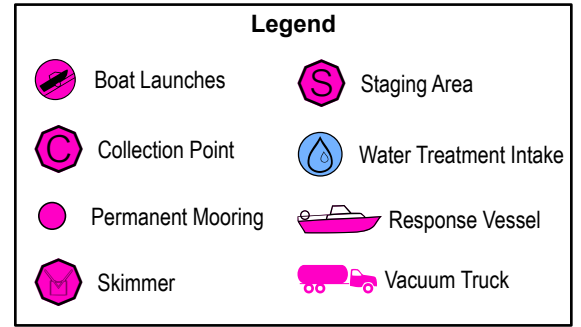 Legend
Boat Launches
S Staging Area
C Collection Point
Water Treatment Intake
Permanent Mooring
Response Vessel
Skimmer
Vacuum Truck